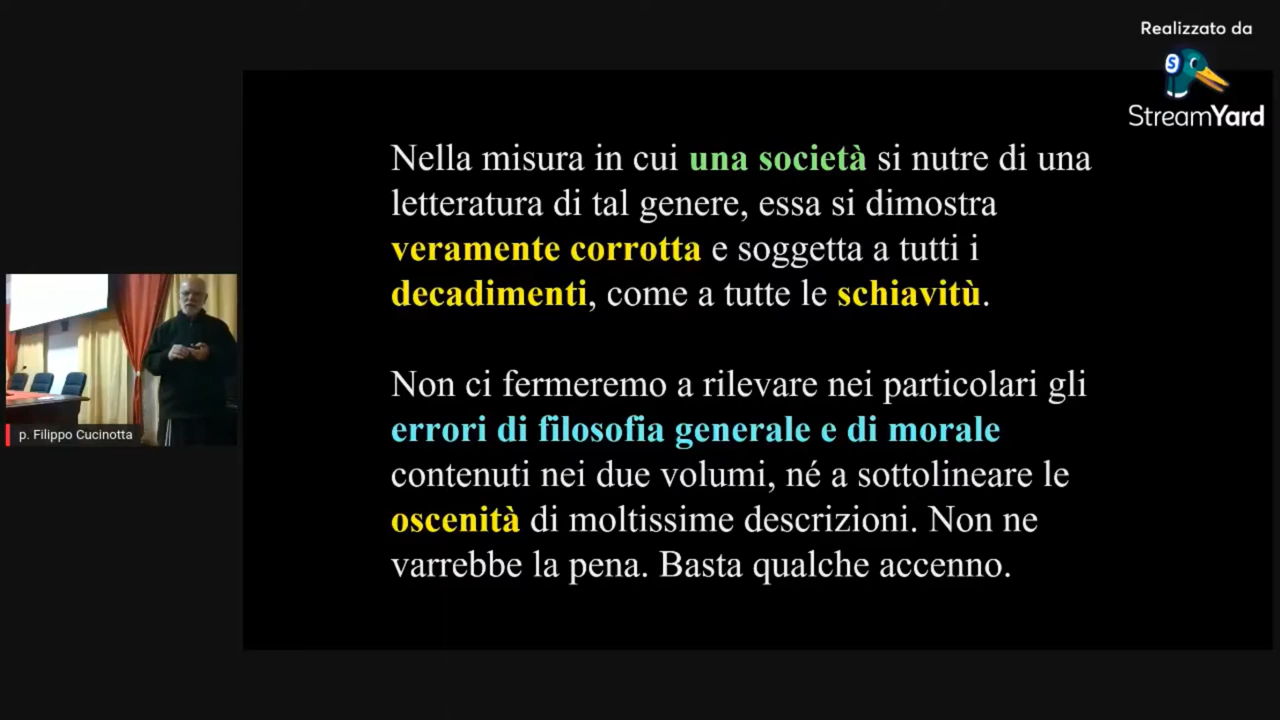 Realizzato da
StreamYard
Nella misura in cui una società si nutre di una
letteratura di tal genere, essa si dimostra
veramente corrotta e soggetta a tutti i
decadimenti, come a tutte le schiavitù.
Non ci fermeremo a rilevare nei particolari gli
errori di filosofia generale e di morale
contenuti nei due volumi, né a sottolineare le
oscenità di moltissime descrizioni. Non ne
varrebbe la pena. Basta qualche accenno.
p. Filippo Cucinotta